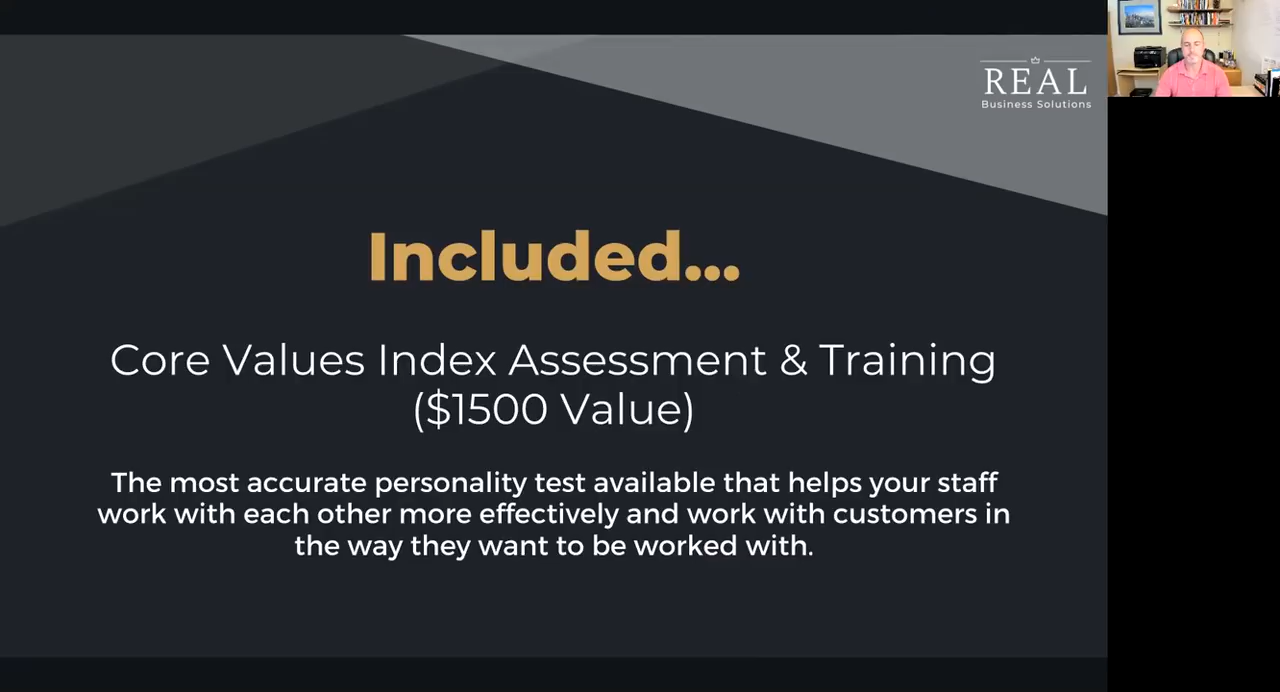 REAL
Business Solutions
Included...
Core Values Index Assessment & Training
($1500 Value)
The most accurate personality test available that helps your staff
work with each other more effectively and work with customers in
the way they want to be worked with.